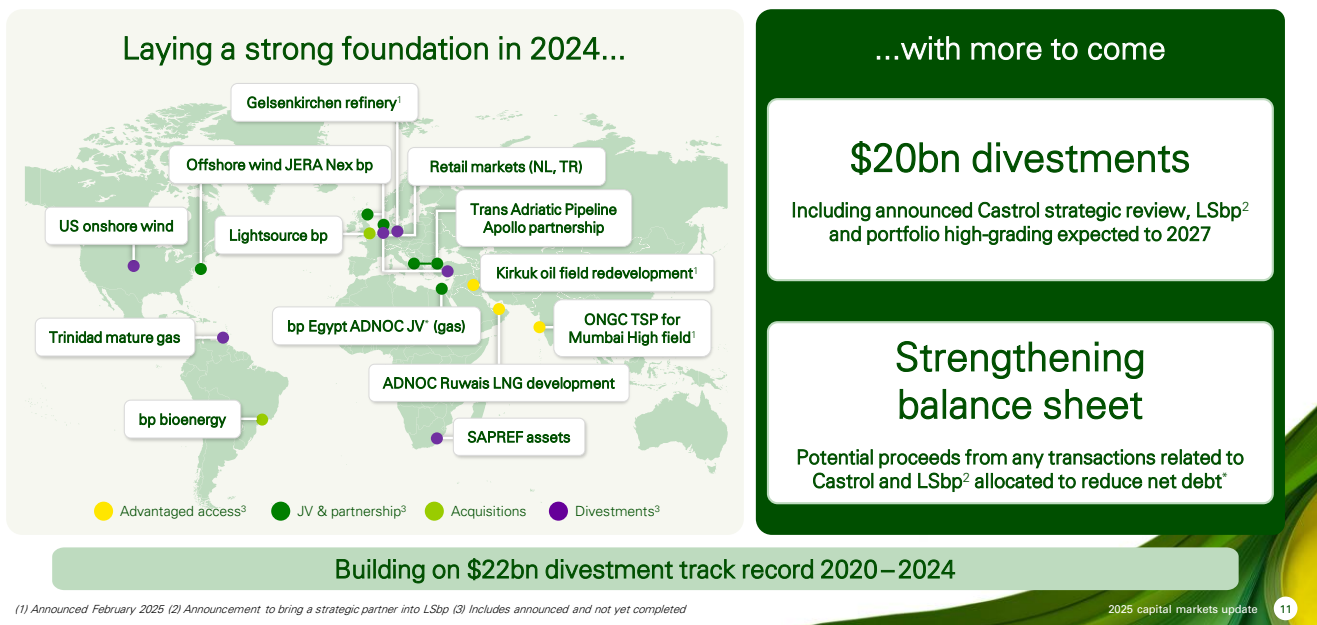 Laying a strong foundation in 2024...
Gelsenkirchen refinery¹
Offshore wind JERA Nex bp
Retail markets (NL, TR)
US onshore wind
Lightsource bp
Trans Adriatic Pipeline
Apollo partnership
Kirkuk oil field redevelopment¹
bp Egypt ADNOC JV* (gas)
ONGC TSP for
Mumbai High field¹
Trinidad mature gas
ADNOC Ruwais LNG development
bp bioenergy
SAPREF assets
Advantaged access³
JV & partnership³
Acquisitions
Divestments³
...with more to come
$20bn divestments
Including announced Castrol strategic review, LSbp²
and portfolio high-grading expected to 2027
Strengthening
balance sheet
Potential proceeds from any transactions related to
Castrol and LSbp² allocated to reduce net debt*
Building on $22bn divestment track record 2020–2024
(1) Announced February 2025 (2) Announcement to bring a strategic partner into LSbp (3) Includes announced and not yet completed
2025 capital markets update
11